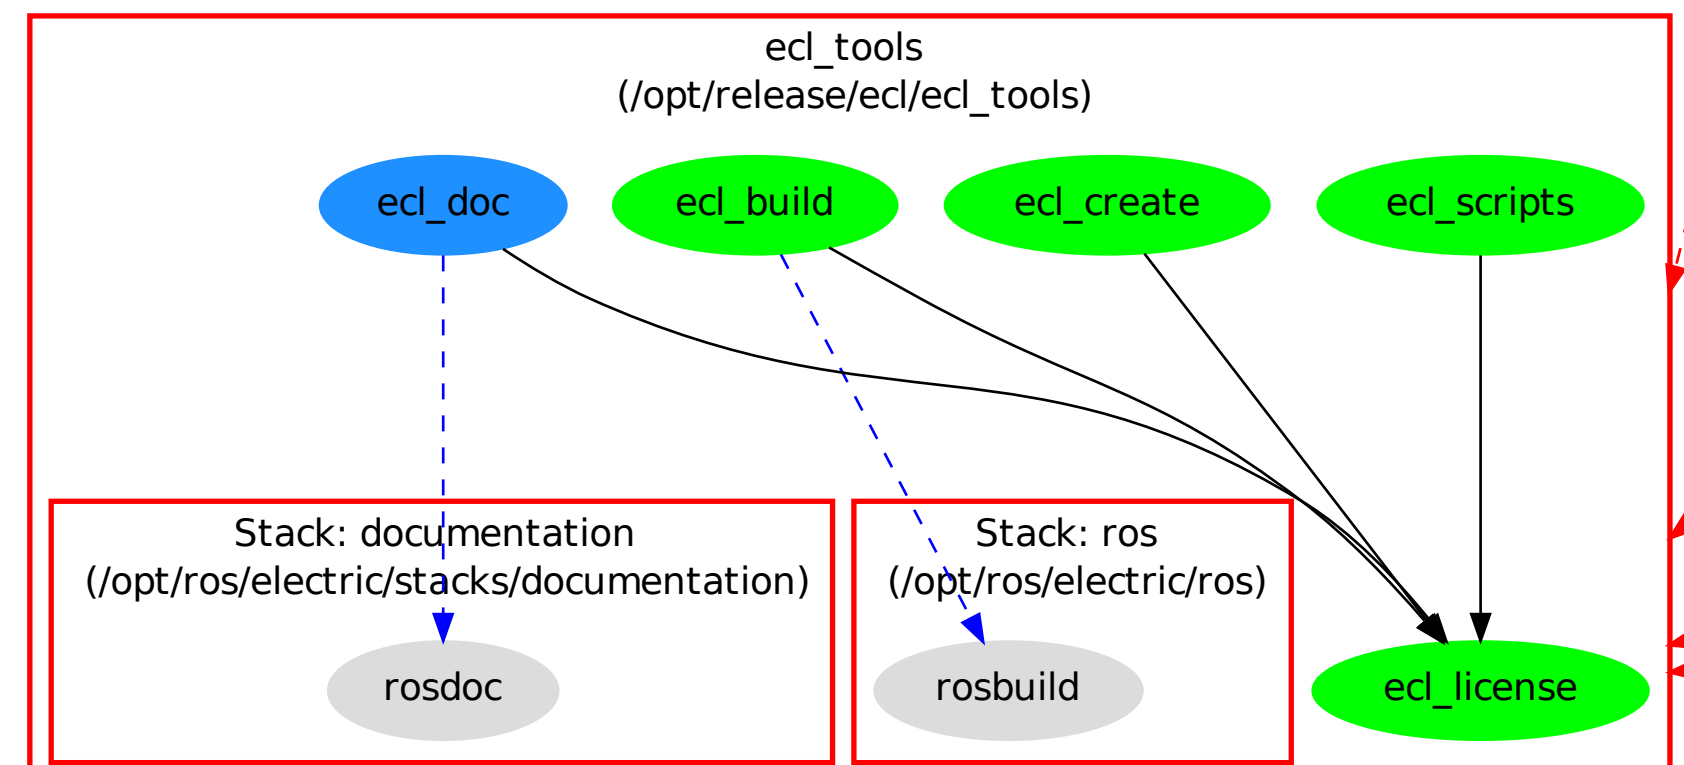 ecl_tools
(/opt/release/ecl/ecl_tools)
ecl_doc
ecl_build
ecl_create
ecl_scripts
Stack: documentation
(/opt/ros/electric/stacks/documentation)
Stack: ros
(/opt/ros/electric/ros)
rosdoc
rosbuild
ecl_license